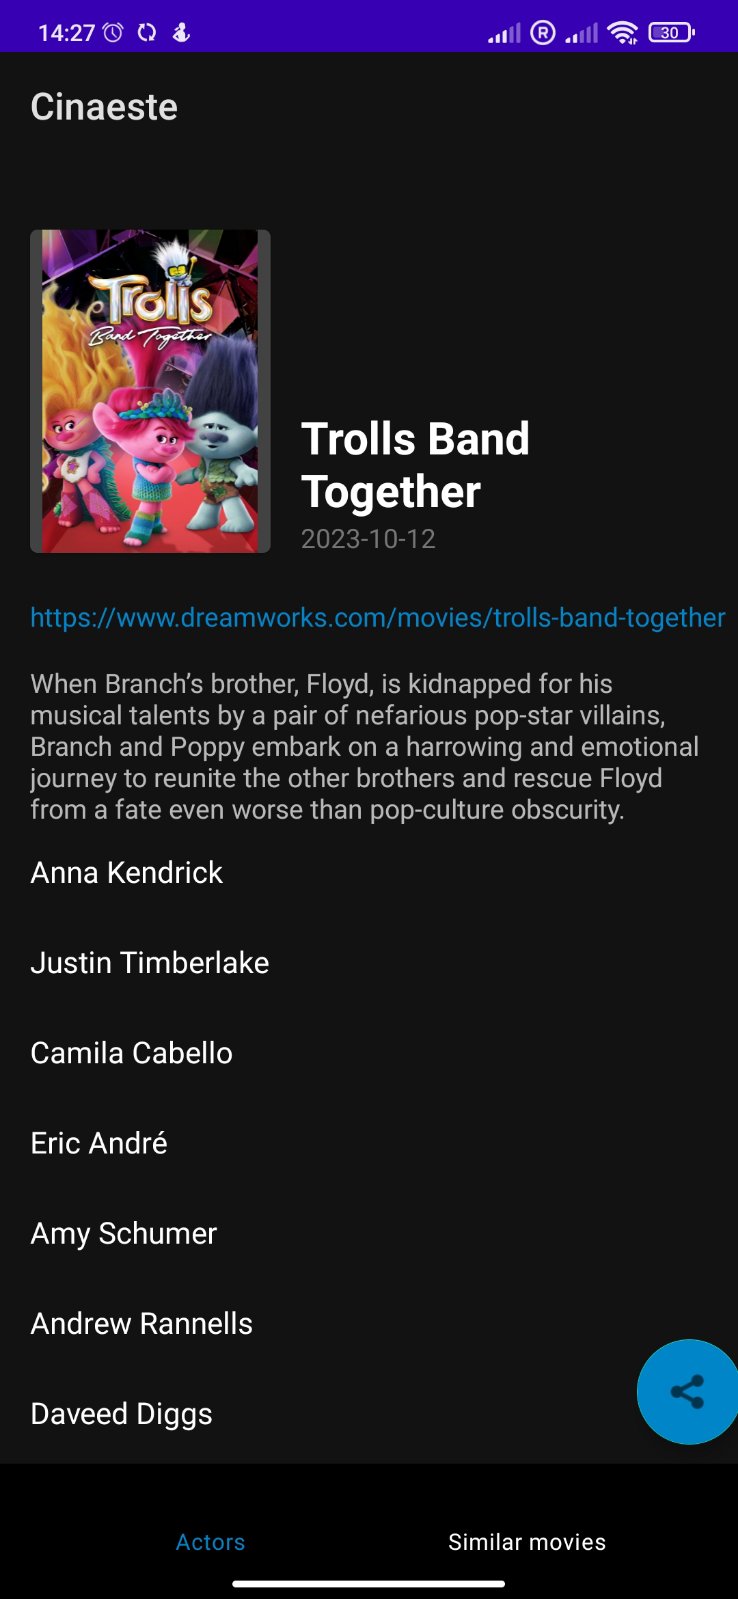 14:27
R
30
Cinaeste
Trolls
Band Together
Trolls Band
Together
2023-10-12
https://www.dreamworks.com/movies/trolls-band-together
When Branch’s brother, Floyd, is kidnapped for his
musical talents by a pair of nefarious pop-star villains,
Branch and Poppy embark on a harrowing and emotional
journey to reunite the other brothers and rescue Floyd
from a fate even worse than pop-culture obscurity.
Anna Kendrick
Justin Timberlake
Camila Cabello
Eric André
Amy Schumer
Andrew Rannells
Daveed Diggs
Actors
Similar movies